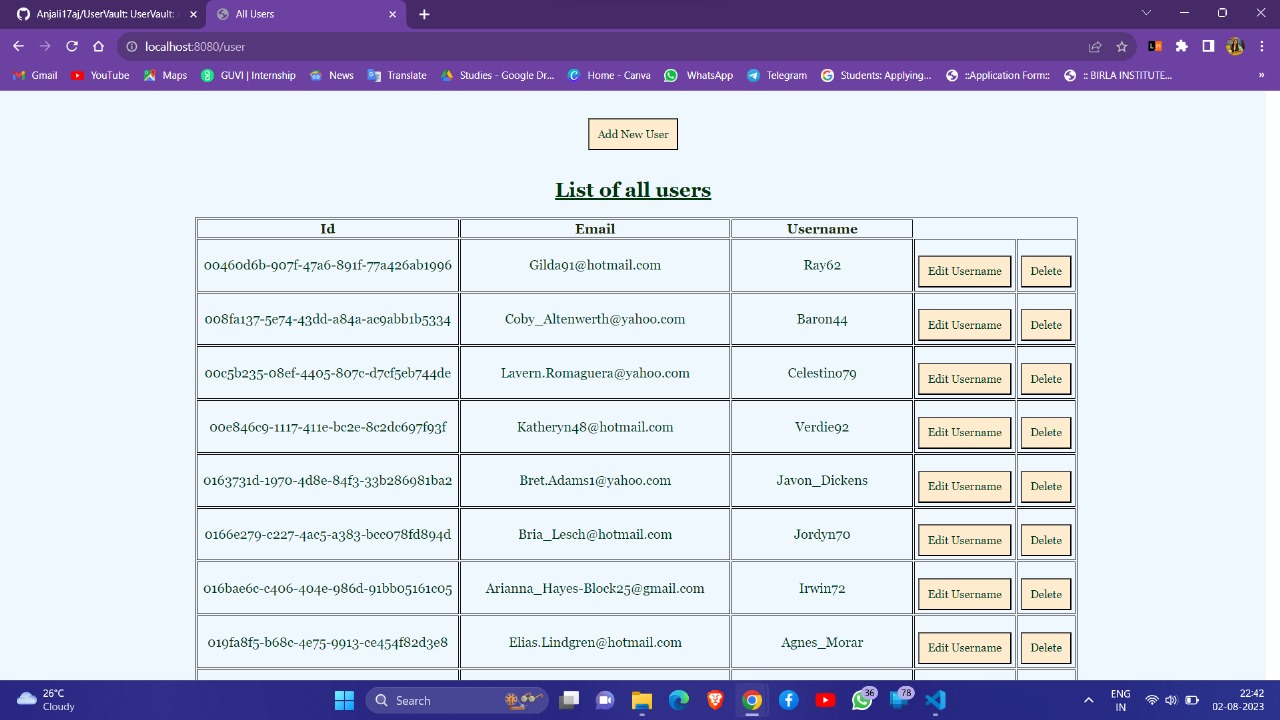 Anjali17aj/UserVault: UserVault:
All Users
localhost:8080/user
Gmail YouTube Maps GUVI | Internship News Translate Studies - Google Dr... Home - Canva WhatsApp Telegram Students: Applying... ::Application Form:: :: BIRLA INSTITUTE... »
Add New User
List of all users
Id Email Username
00460d6b-907f-47a6-891f-77a426ab1996 Gilda91@hotmail.com Ray62 Edit Username Delete
008fa137-5e74-43dd-a84a-ac9abb1b5334 Coby_Altenwerth@yahoo.com Baron44 Edit Username Delete
00c5b235-08ef-4405-807c-d7cf5eb744de Lavern.Romaguera@yahoo.com Celestino79 Edit Username Delete
00e846c9-1117-411e-bc2e-8c2dc697f93f Katheryn48@hotmail.com Verdie92 Edit Username Delete
0163731d-1970-4d8e-84f3-33b286981ba2 Bret.Adams1@yahoo.com Javon_Dickens Edit Username Delete
0166e279-c227-4ac5-a383-bcc078fd894d Bria_Lesch@hotmail.com Jordyn70 Edit Username Delete
016bae6c-c406-404e-986d-91bb05161c05 Arianna_Hayes-Block25@gmail.com Irwin72 Edit Username Delete
019fa8f5-b68c-4e75-9913-ce454f82d3e8 Elias.Lindgren@hotmail.com Agnes_Morar Edit Username Delete
26°C
Cloudy
Search
36
78
ENG
IN
22:42
02-08-2023